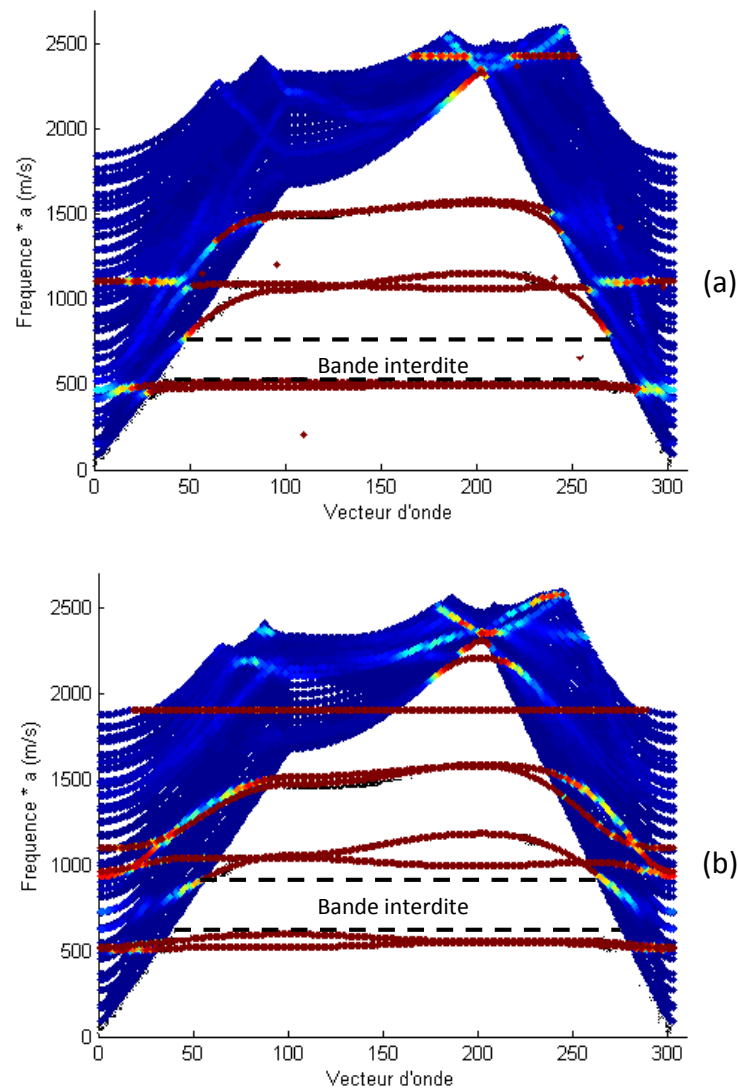 2500
2000
1500
1000
500
0
Frequence * a (m/s)
Bande interdite
(a)
0 50 100 150 200 250 300
Vecteur d'onde
2500
2000
1500
1000
500
0
Frequence * a (m/s)
Bande interdite
(b)
0 50 100 150 200 250 300
Vecteur d'onde